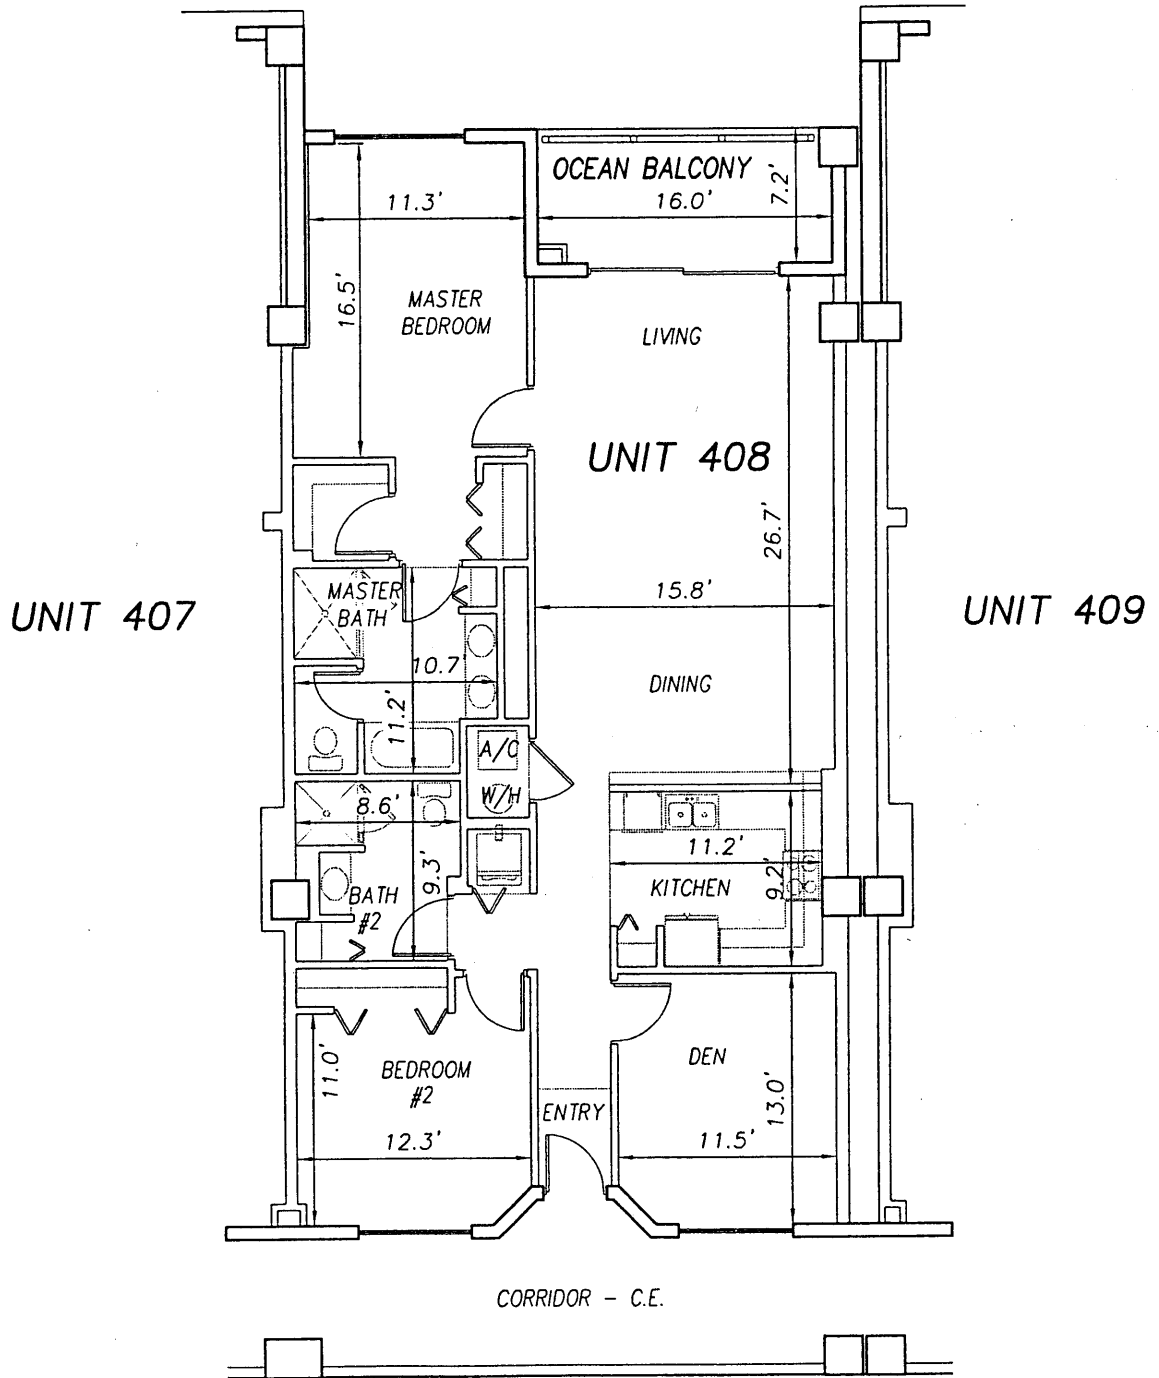 OCEAN BALCONY
7.2'
16.0'
11.3'
16.5'
MASTER
BEDROOM
LIVING
UNIT 408
26.7'
15.8'
UNIT 407
MASTER
BATH
UNIT 409
10.7'
11.2'
DINING
A/C
W/H
8.6'
9.3'
BATH
#2
11.2'
9.2'
KITCHEN
11.0'
BEDROOM
#2
12.3'
ENTRY
DEN
13.0'
11.5'
CORRIDOR - C.E.